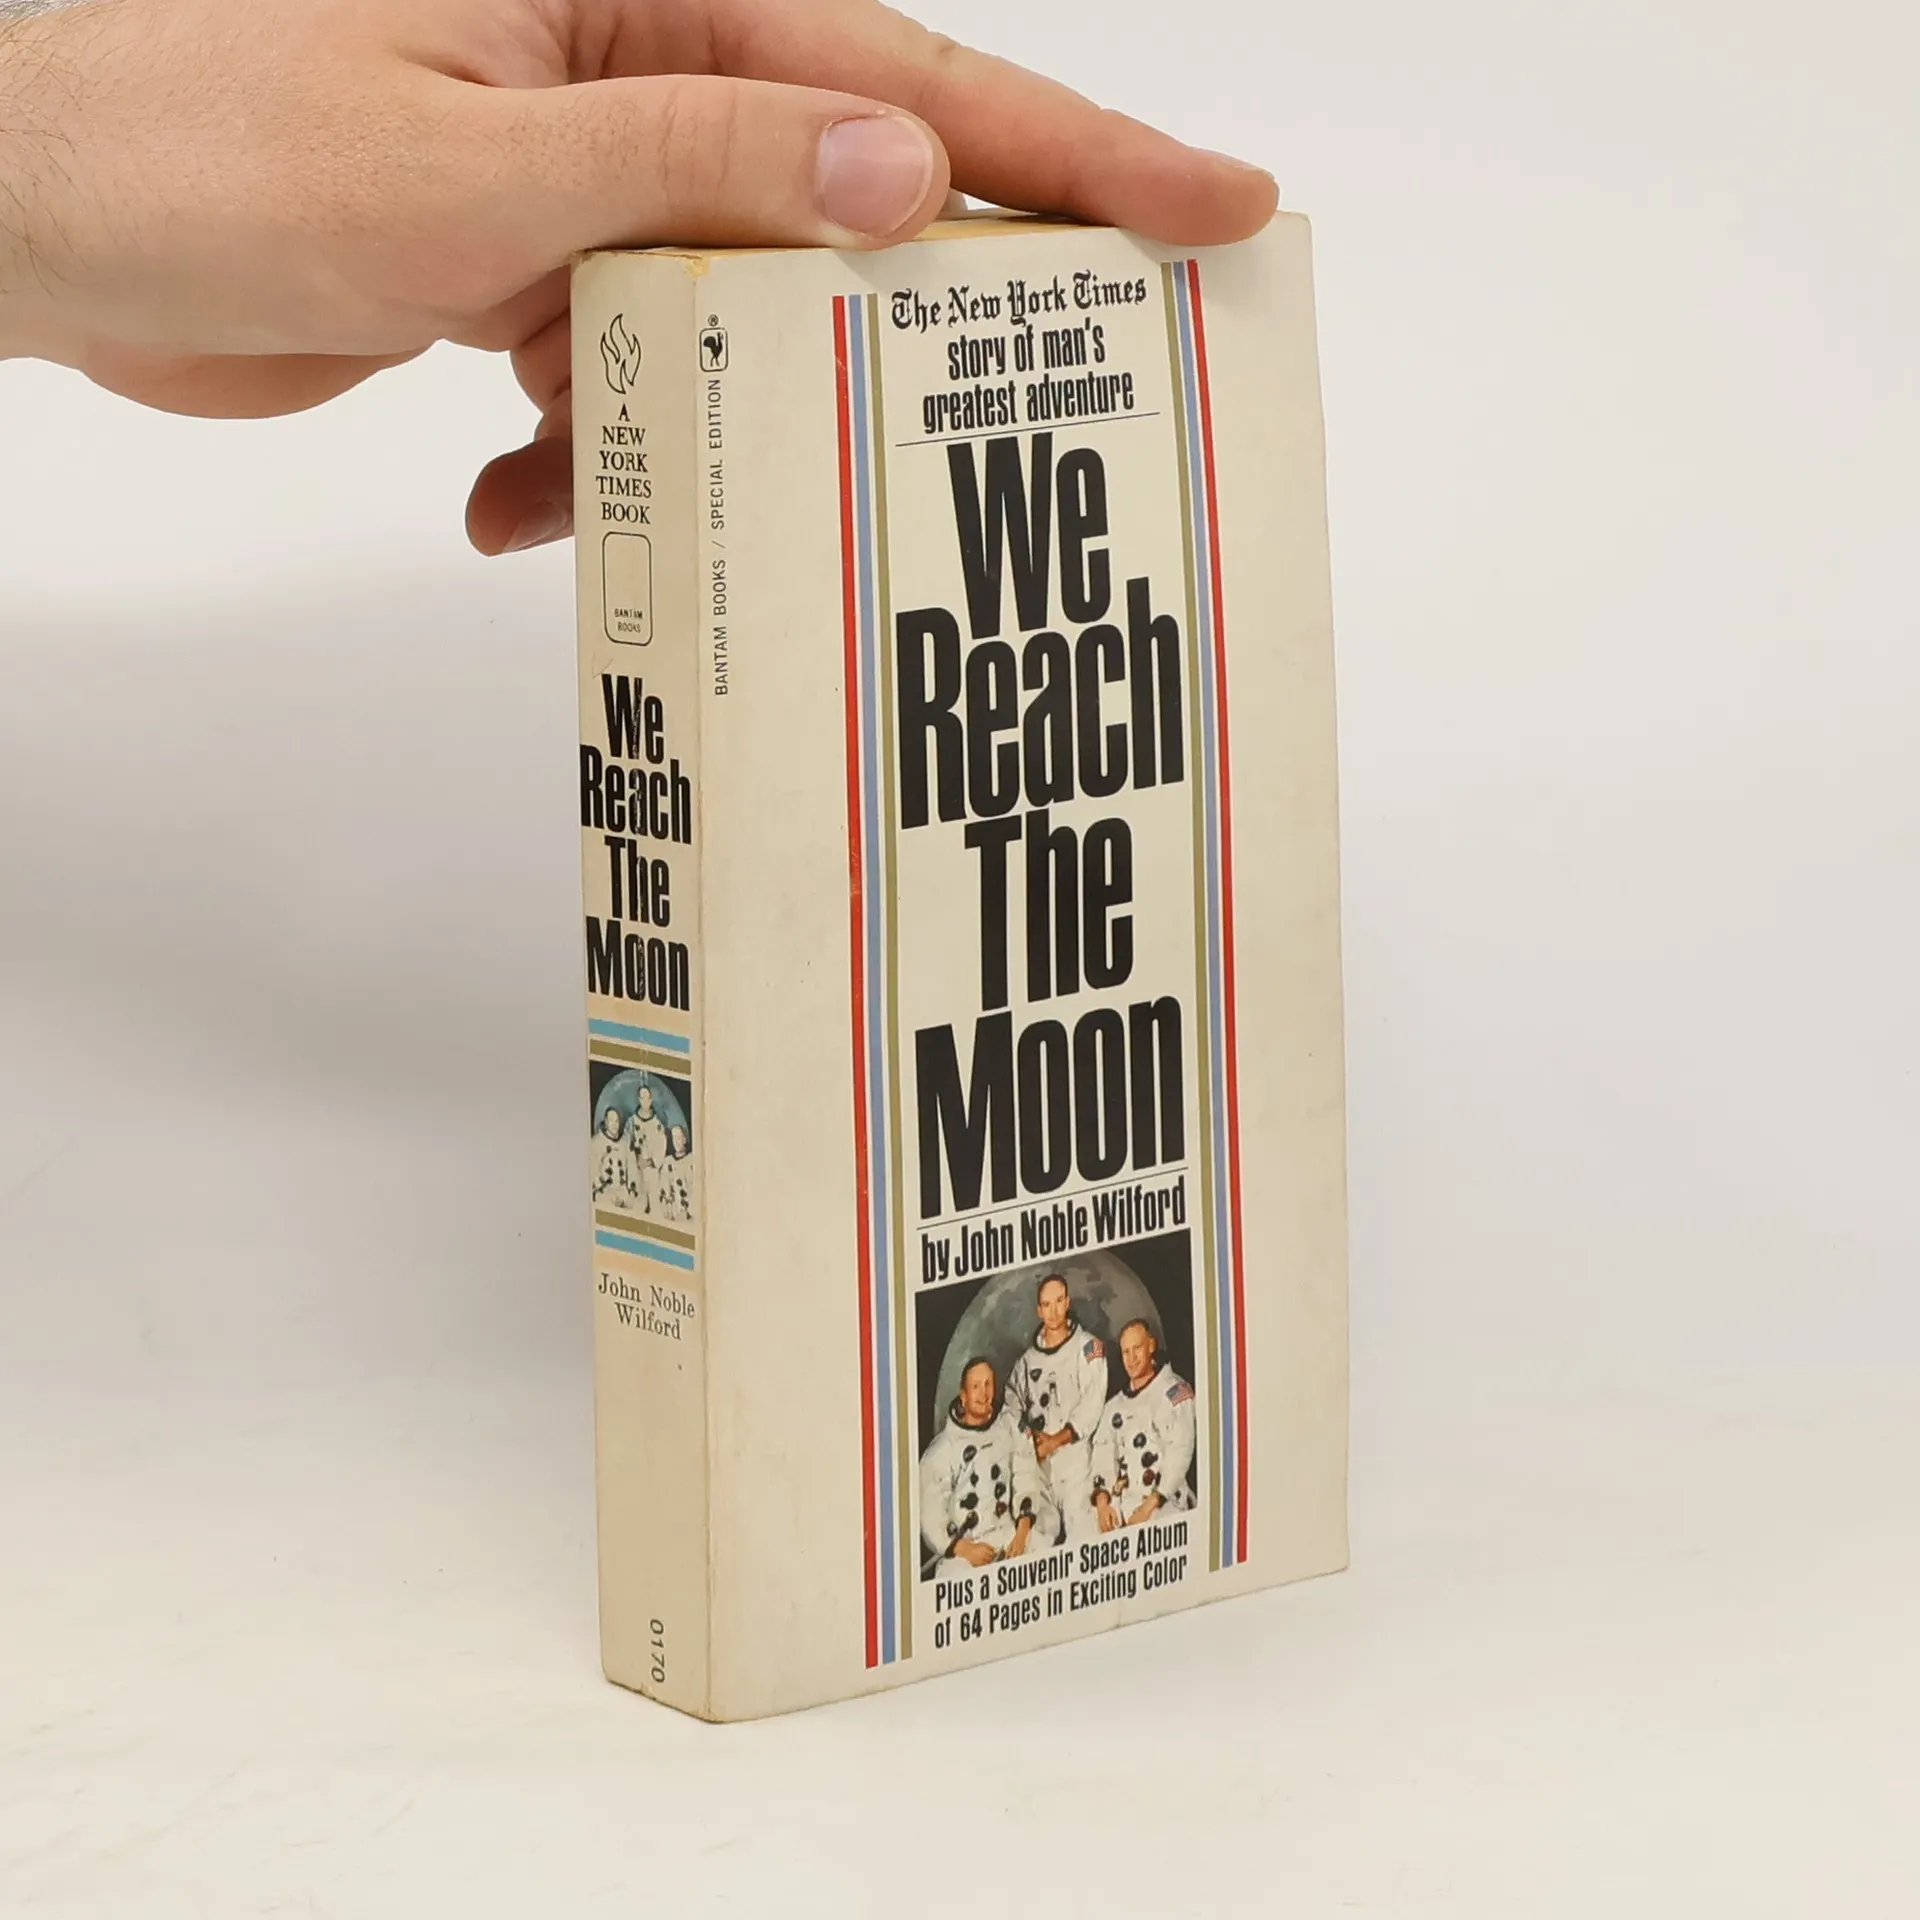 A
NEW
YORK
TIMES
BOOK
BANTAM
BOOKS
We
Reach
The
Moon
John Noble
Wilford
0170
®
BANTAM BOOKS / SPECIAL EDITION
The New York Times
story of man's
greatest adventure
We
Reach
The
Moon
by John Noble Wilford
Plus a Souvenir Space Album
of 64 Pages in Exciting Color